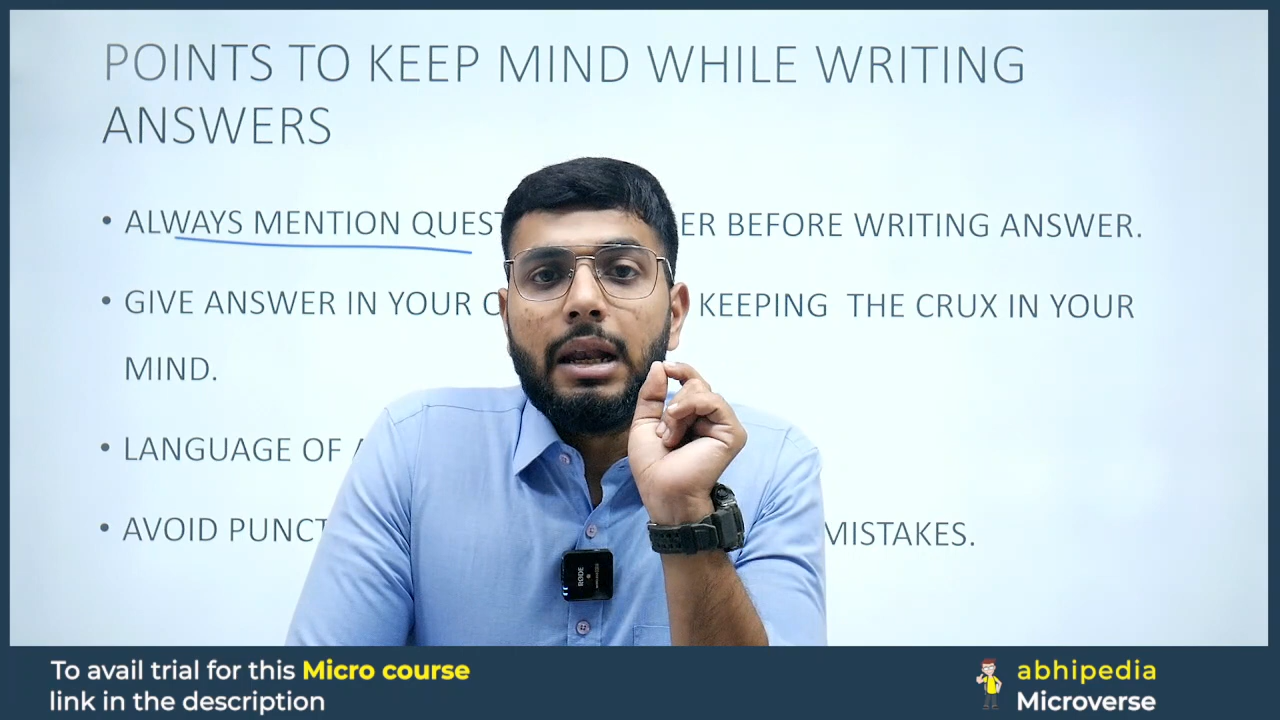 POINTS TO KEEP MIND WHILE WRITING
ANSWERS
• ALWAYS MENTION QUEST ER BEFORE WRITING ANSWER.
• GIVE ANSWER IN YOUR O KEEPING THE CRUX IN YOUR
MIND.
• LANGUAGE OF
• AVOID PUNCT MISTAKES.
RODE
To avail trial for this Micro course
link in the description
abhipedia
Microverse